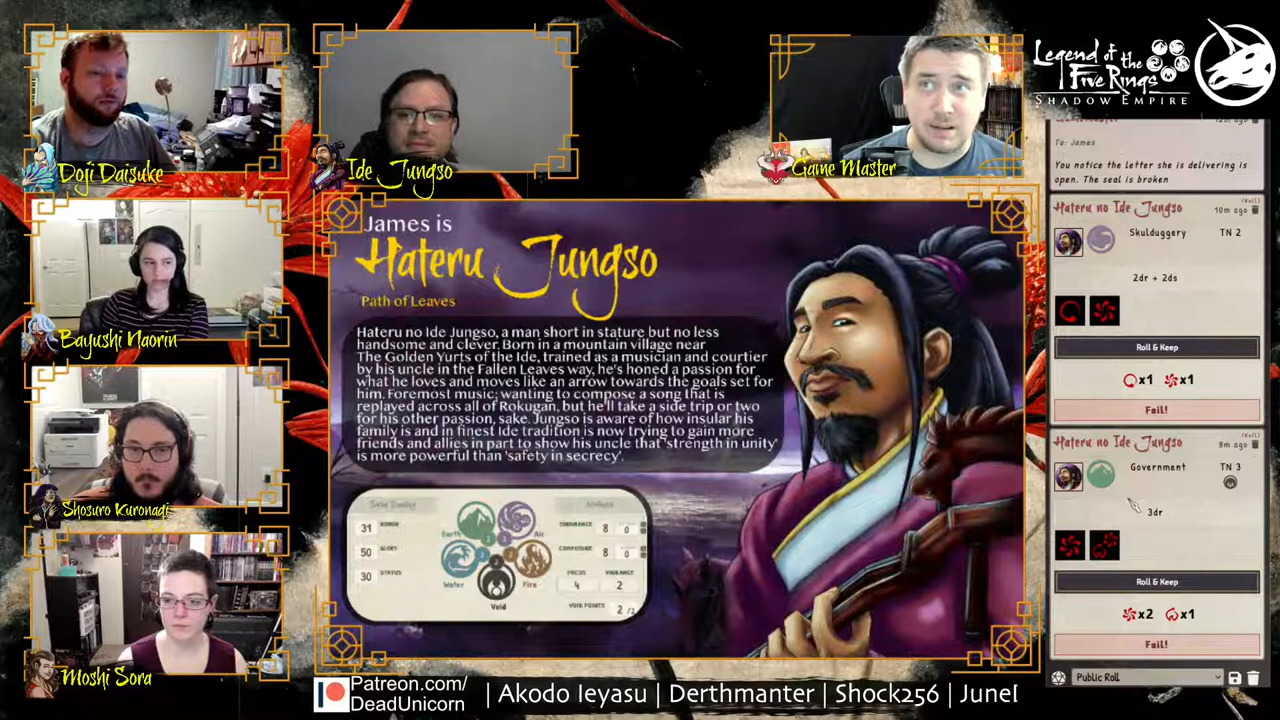 Doji Daisuke
Ide Jungso
Game Master
Legend of the
Five Rings
SHADOW EMPIRE
Bayushi Naorin
Shosuro Kuronagi
Moshi Sora
James is
Hateru Jungso
Path of Leaves
Hateru no Ide Jungso, a man short in stature but no less
handsome and clever. Born in a mountain village near
The Golden Yurts of the Ide, trained as a musician and courtier
by his uncle in the Fallen Leaves way, he's honed a passion for
what he loves and moves like an arrow towards the goals set for
him. Foremost music; wanting to compose a song that is
replayed across all of Rokugan, but he'll take a side trip or two
for his other passion, sake. Jungso is aware of how insular his
family is and in finest Ide tradition is now trying to gain more
friends and allies in part to show his uncle that 'strength in unity'
is more powerful than 'safety in secrecy'.
31 HONOR
50 GLORY
30 STATUS
Earth
Air
Water
Fire
Void
ENDURANCE 8 0
COMPOSURE 8 0
FOCUS VIGILANCE
4 2
VOID POINTS 2 /2
12m ago
To: James
You notice the letter she is delivering is
open. The seal is broken
Hateru no Ide Jungso 10m ago
Skulduggery TN 2
2dr + 2ds
Roll & Keep
x1 x1
Fail!
Hateru no Ide Jungso 8m ago
Government TN 3
3dr
Roll & Keep
x2 x1
Fail!
Public Roll
Patreon.com/
DeadUnicorn
| Akodo Ieyasu | Derthmanter | Shock256 |